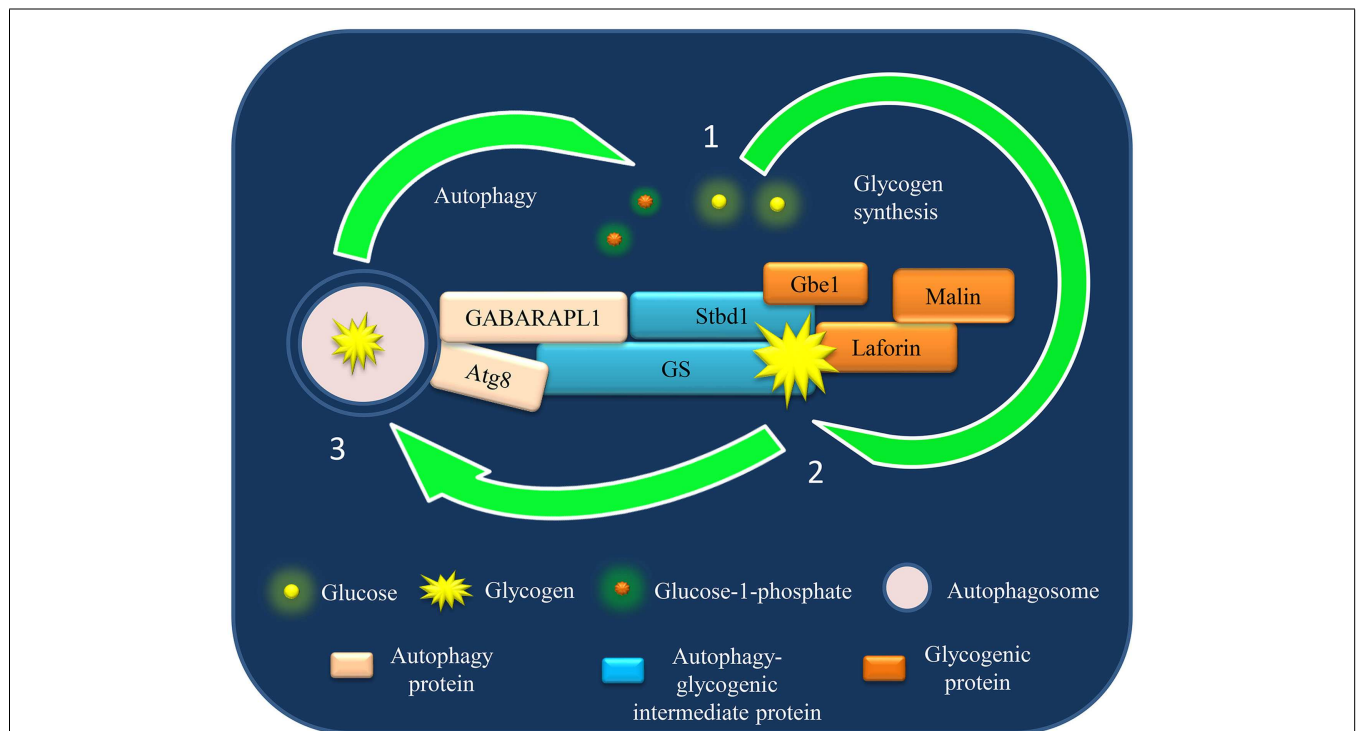 1
Autophagy
Glycogen
synthesis
Gbe1
Malin
GABARAPL1
Stbd1
Laforin
Atg8
GS
3
2
Glucose
Glycogen
Glucose-1-phosphate
Autophagosome
Autophagy
protein
Autophagy-
glycogenic
intermediate protein
Glycogenic
protein